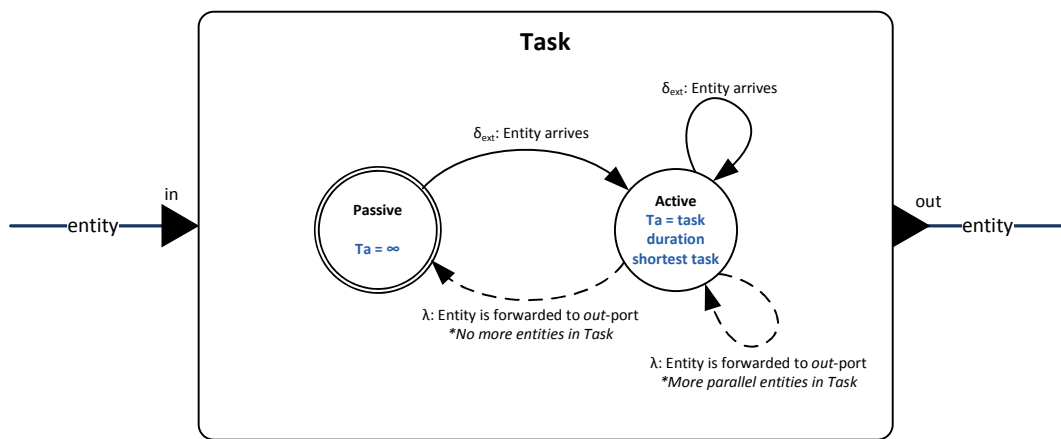 Task
δext: Entity arrives
δext: Entity arrives
in
out
entity
entity
Passive
Ta = ∞
Active
Ta = task
duration
shortest task
λ: Entity is forwarded to out-port
*No more entities in Task
λ: Entity is forwarded to out-port
*More parallel entities in Task